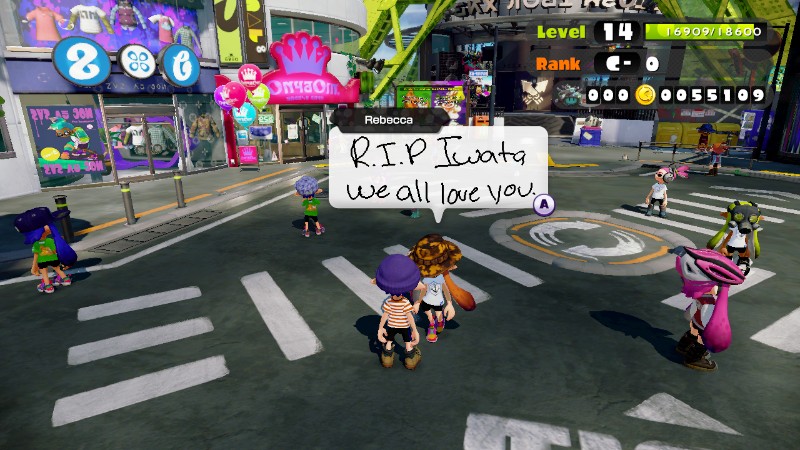 Level 14 16909/18600
Rank C- 0
000 0055109
Rebecca
R.I.P Iwata
we all love you.
A